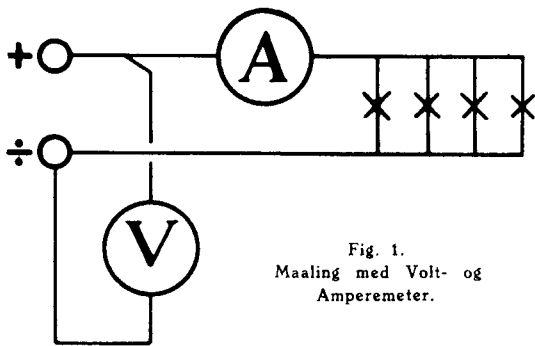 + A
÷
V
Fig. 1.
Maaling med Volt- og
Amperemeter.